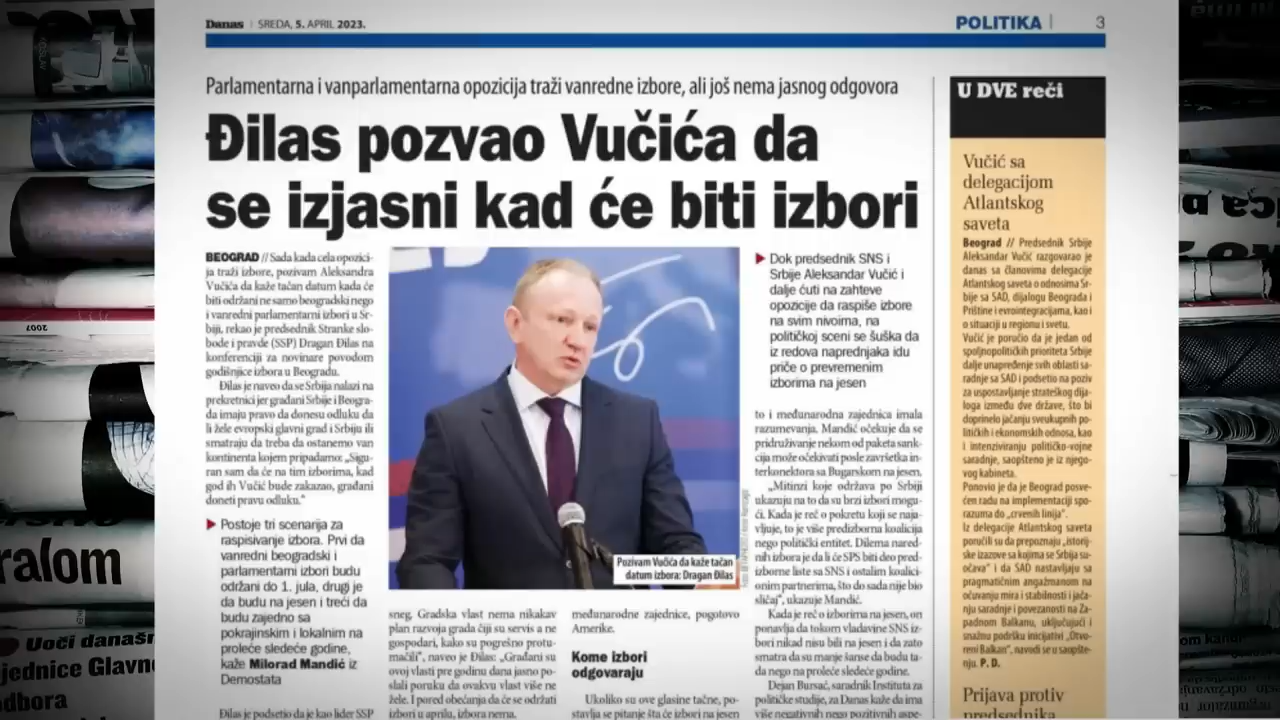 Danas | SREDA, 5. APRIL 2023.
POLITIKA | 3
Parlamentarna i vanparlamentarna opozicija traži vanredne izbore, ali još nema jasnog odgovora
Đilas pozvao Vučića da
se izjasni kad će biti izbori
BEOGRAD // Sada kada cela opozici-
ja traži izbore, pozivam Aleksandra
Vučića da kaže tačan datum kada će
biti održani ne samo beogradski nego
i vanredni parlamentarni izbori u Sr-
biji, rekao je predsednik Stranke slo-
bode i pravde (SSP) Dragan Đilas na
konferenciji za novinare povodom
godišnjice izbora u Beogradu.
Đilas je naveo da se Srbija nalazi na
prekretnici jer građani Srbije i Beogra-
da imaju pravo da donesu odluku da
li žele evropski glavni grad i Srbiju ili
smatraju da treba da ostanemo van
kontinenta kojem pripadamo: „Sigu-
ran sam da će na tim izborima, kad
god ih Vučić bude zakazao, građani
doneti pravu odluku."
Postoje tri scenarija za
raspisivanje izbora. Prvi da
vanredni beogradski i
parlamentarni izbori budu
održani do 1. jula, drugi je
da budu na jesen i treći da
budu zajedno sa
pokrajinskim i lokalnim na
proleće sledeće godine,
kaže Milorad Mandić iz
Demostata
Đilas je podsetio da je kao lider SSP
Pozivam Vučića da kaže tačan
datum izbora: Dragan Đilas
sneg. Gradska vlast nema nikakav
plan razvoja grada čiji su servis a ne
gospodari, kako su pogrešno protu-
mačili", naveo je Đilas: „Građani su
ovoj vlasti pre godinu dana jasno po-
slali poruku da ovakvu vlast više ne
žele. I pored obećanja da će se održati
izbori u aprilu, izbora nema.
međunarodne zajednice, pogotovo
Amerike.
Kome izbori
odgovaraju
Ukoliko su ove glasine tačne, po-
stavlja se pitanje šta će izbori na jesen
Dok predsednik SNS i
Srbije Aleksandar Vučić i
dalje ćuti na zahteve
opozicije da raspiše izbore
na svim nivoima, na
političkoj sceni se šuška da
iz redova naprednjaka idu
priče o prevremenim
izborima na jesen
to i međunarodna zajednica imala
razumevanja. Mandić očekuje da se
pridruživanje nekom od paketa sank-
cija može očekivati posle završetka in-
terkonektora sa Bugarskom na jesen.
„Mitinzi koje održava po Srbiji
ukazuju na to da su brzi izbori mogu-
ći. Kada je reč o pokretu koji se naja-
vljuje, to je više predizborna koalicija
nego politički entitet. Dilema nared-
nih izbora je da li će SPS biti deo pred-
izborne liste sa SNS i ostalim koalici-
onim partnerima, što do sada nije bio
slčaj", ukazuje Mandić.
Kada je reč o izborima na jesen, on
ponavlja da tokom vladavine SNS iz-
bori nikad nisu bili na jesen i da zato
smatra da su manje šanse da budu ta-
da nego na proleće sledeće godine.
Dejan Bursać, saradnik Instituta za
političke studije, za Danas kaže da ima
više negativnih nego pozitivnih aspe-
U DVE reči
Vučić sa
delegacijom
Atlantskog
saveta
Beograd // Predsednik Srbije
Aleksandar Vučić razgovarao je
danas sa članovima delegacije
Atlantskog saveta o odnosima Sr-
bije sa SAD, dijalogu Beograda i
Prištine i evrointegracijama, kao i
o situaciji u regionu i svetu.
Vučić je poručio da je jedan od
spoljnopolitičkih prioriteta Srbije
dalje unapređenje svih oblasti sa-
radnje sa SAD i podsetio na poziv
za uspostavljanje strateškog dija-
loga između dve države, što bi
doprinelo jačanju sveukupnih po-
litičkih i ekonomskih odnosa, kao
i intenziviranju političko-vojne
saradnje, saopšteno je iz njego-
vog kabineta.
Ponovio je da je Beograd posve-
ćen radu na implementaciji spo-
razuma do „crvenih linija".
Iz delegacije Atlantskog saveta
poručili su da prepoznaju „istorij-
ske izazove sa kojima se Srbija su-
očava" i da SAD nastavljaju sa
pragmatičnim angažmanom na
očuvanju mira i stabilnosti i jača-
nju saradnje i povezanosti na Za-
padnom Balkanu, uključujući i
snažnu podršku inicijativi „Otvo-
reni Balkan", navodi se u saopšte-
nju. P. D.
Prijava protiv
predsednika
2007
ralom
Uoči današn
jednice Glavno
odbora